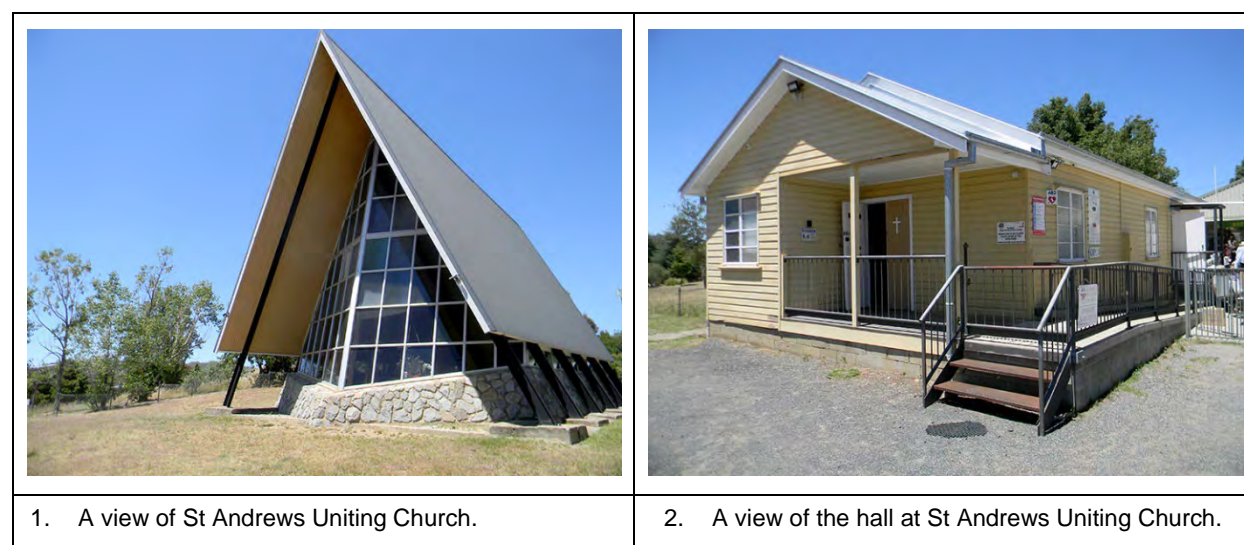 1. A view of St Andrews Uniting Church.
2. A view of the hall at St Andrews Uniting Church.